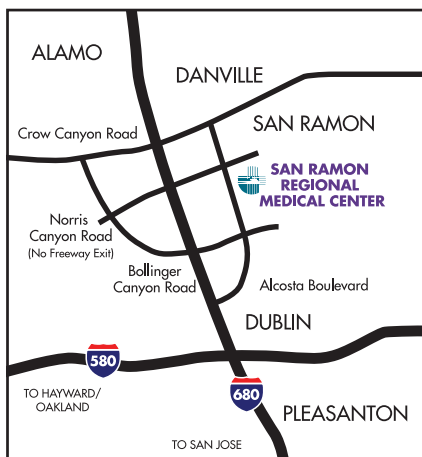 ALAMO
DANVILLE
Crow Canyon Road
SAN RAMON
SAN RAMON
REGIONAL
MEDICAL CENTER
Norris
Canyon Road
(No Freeway Exit)
Bollinger
Canyon Road
Alcosta Boulevard
DUBLIN
580
TO HAYWARD/
OAKLAND
680
PLEASANTON
TO SAN JOSE